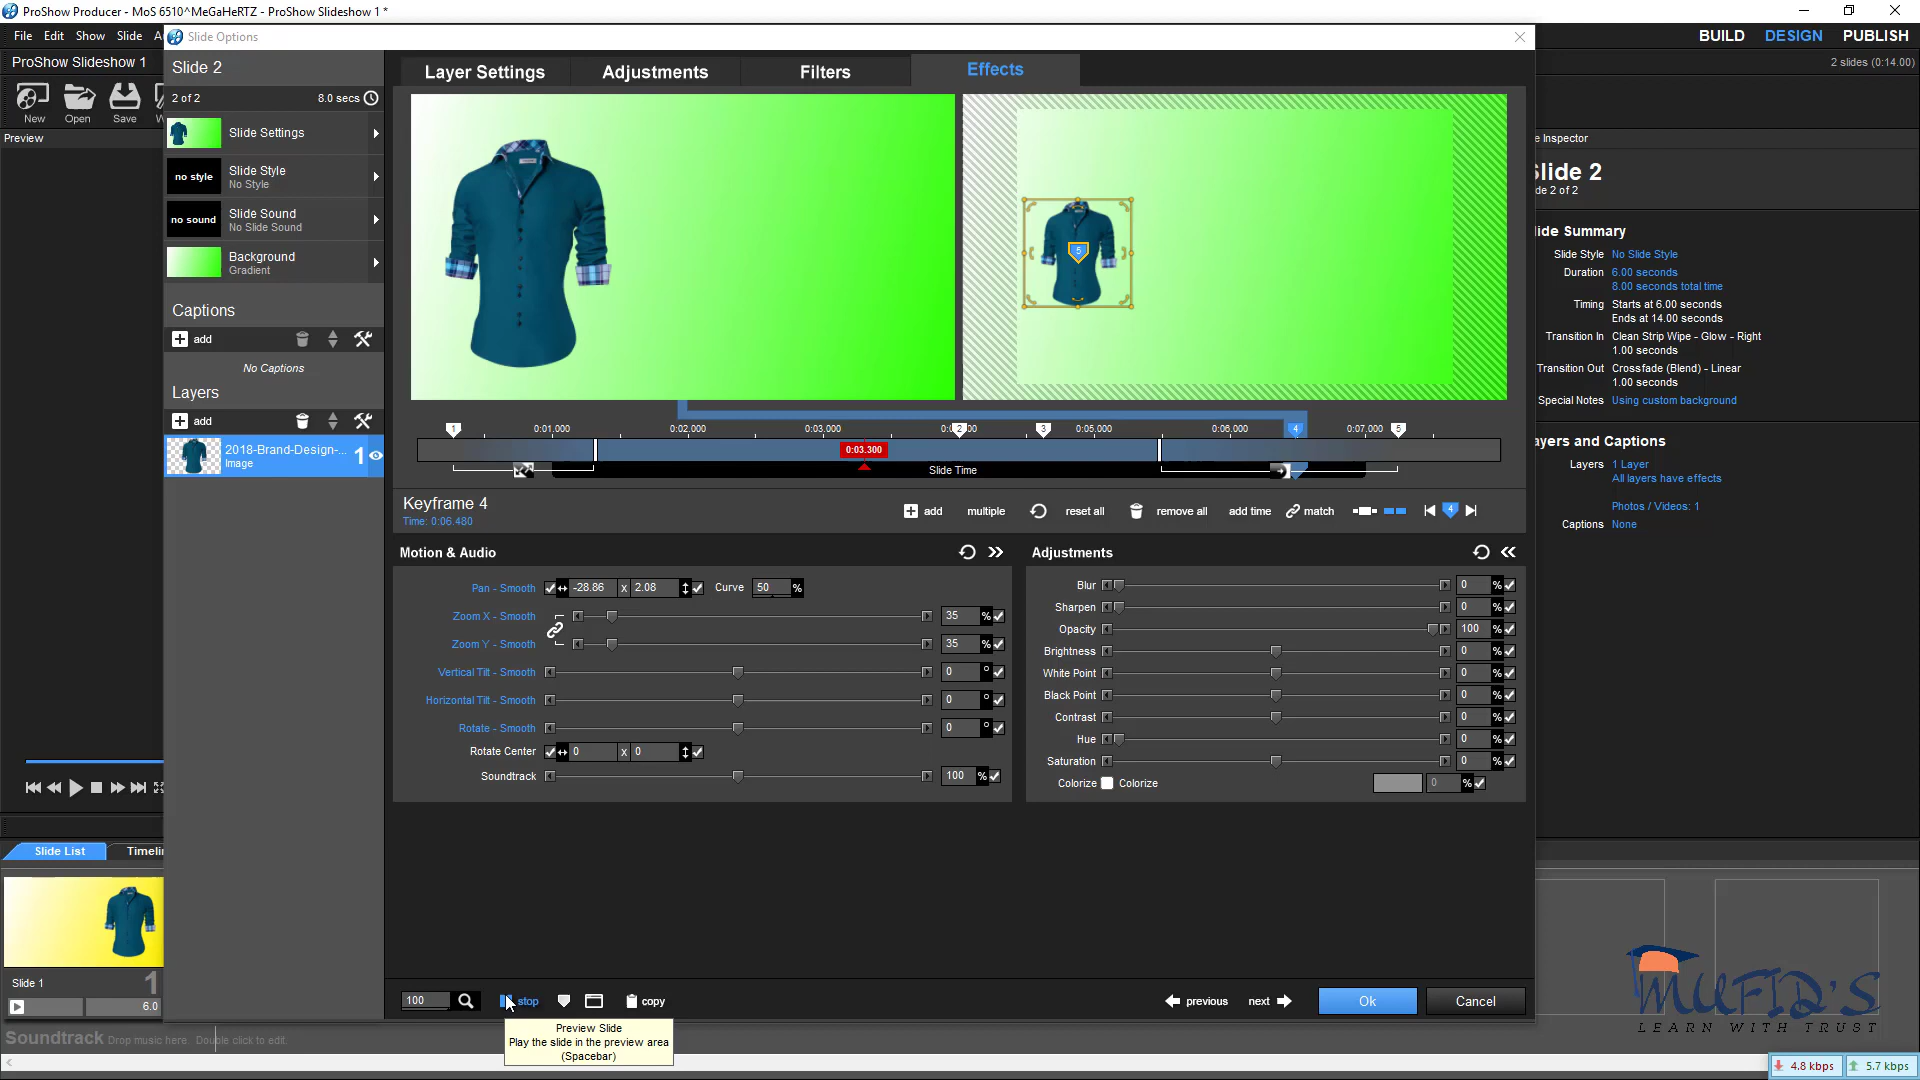 ProShow Producer - MoS 6510^MeGaHeRTZ - ProShow Slideshow 1 *
File Edit Show Slide
Slide Options
BUILD DESIGN PUBLISH
ProShow Slideshow 1
2 slides (0:14.00)
New Open Save
Preview
Slide 2
2 of 2 8.0 secs
Slide Settings
no style
Slide Style
No Style
no sound
Slide Sound
No Slide Sound
Background
Gradient
Captions
add
No Captions
Layers
add
2018-Brand-Design-...
Image
1
Layer Settings Adjustments Filters Effects
5
1 0:01.000 0:02.000 0:03.000 2 3 0:05.000 0:06.000 4 0:07.000 5
0:03.300
Slide Time
Keyframe 4
Time: 0:06.480
add multiple reset all remove all add time match 4
Motion & Audio
Pan - Smooth -28.86 x 2.08 Curve 50 %
Zoom X - Smooth 35 %
Zoom Y - Smooth 35 %
Vertical Tilt - Smooth 0 °
Horizontal Tilt - Smooth 0 °
Rotate - Smooth 0 °
Rotate Center 0 x 0
Soundtrack 100 %
Adjustments
Blur 0 %
Sharpen 0 %
Opacity 100 %
Brightness 0 %
White Point 0 %
Black Point 0 %
Contrast 0 %
Hue 0 %
Saturation 0 %
Colorize Colorize 0 %
Inspector
Slide 2
de 2 of 2
lide Summary
Slide Style No Slide Style
Duration 6.00 seconds
8.00 seconds total time
Timing Starts at 6.00 seconds
Ends at 14.00 seconds
Transition In Clean Strip Wipe - Glow - Right
1.00 seconds
Transition Out Crossfade (Blend) - Linear
1.00 seconds
Special Notes Using custom background
ayers and Captions
Layers 1 Layer
All layers have effects
Photos / Videos: 1
Captions None
Slide List
Slide 1 1
6.0
100 stop copy
previous next Ok Cancel
Preview Slide
Play the slide in the preview area
(Spacebar)
Soundtrack Drop music here Double click to edit
MUFID'S
LEARN WITH TRUST
4.8 kbps 5.7 kbps